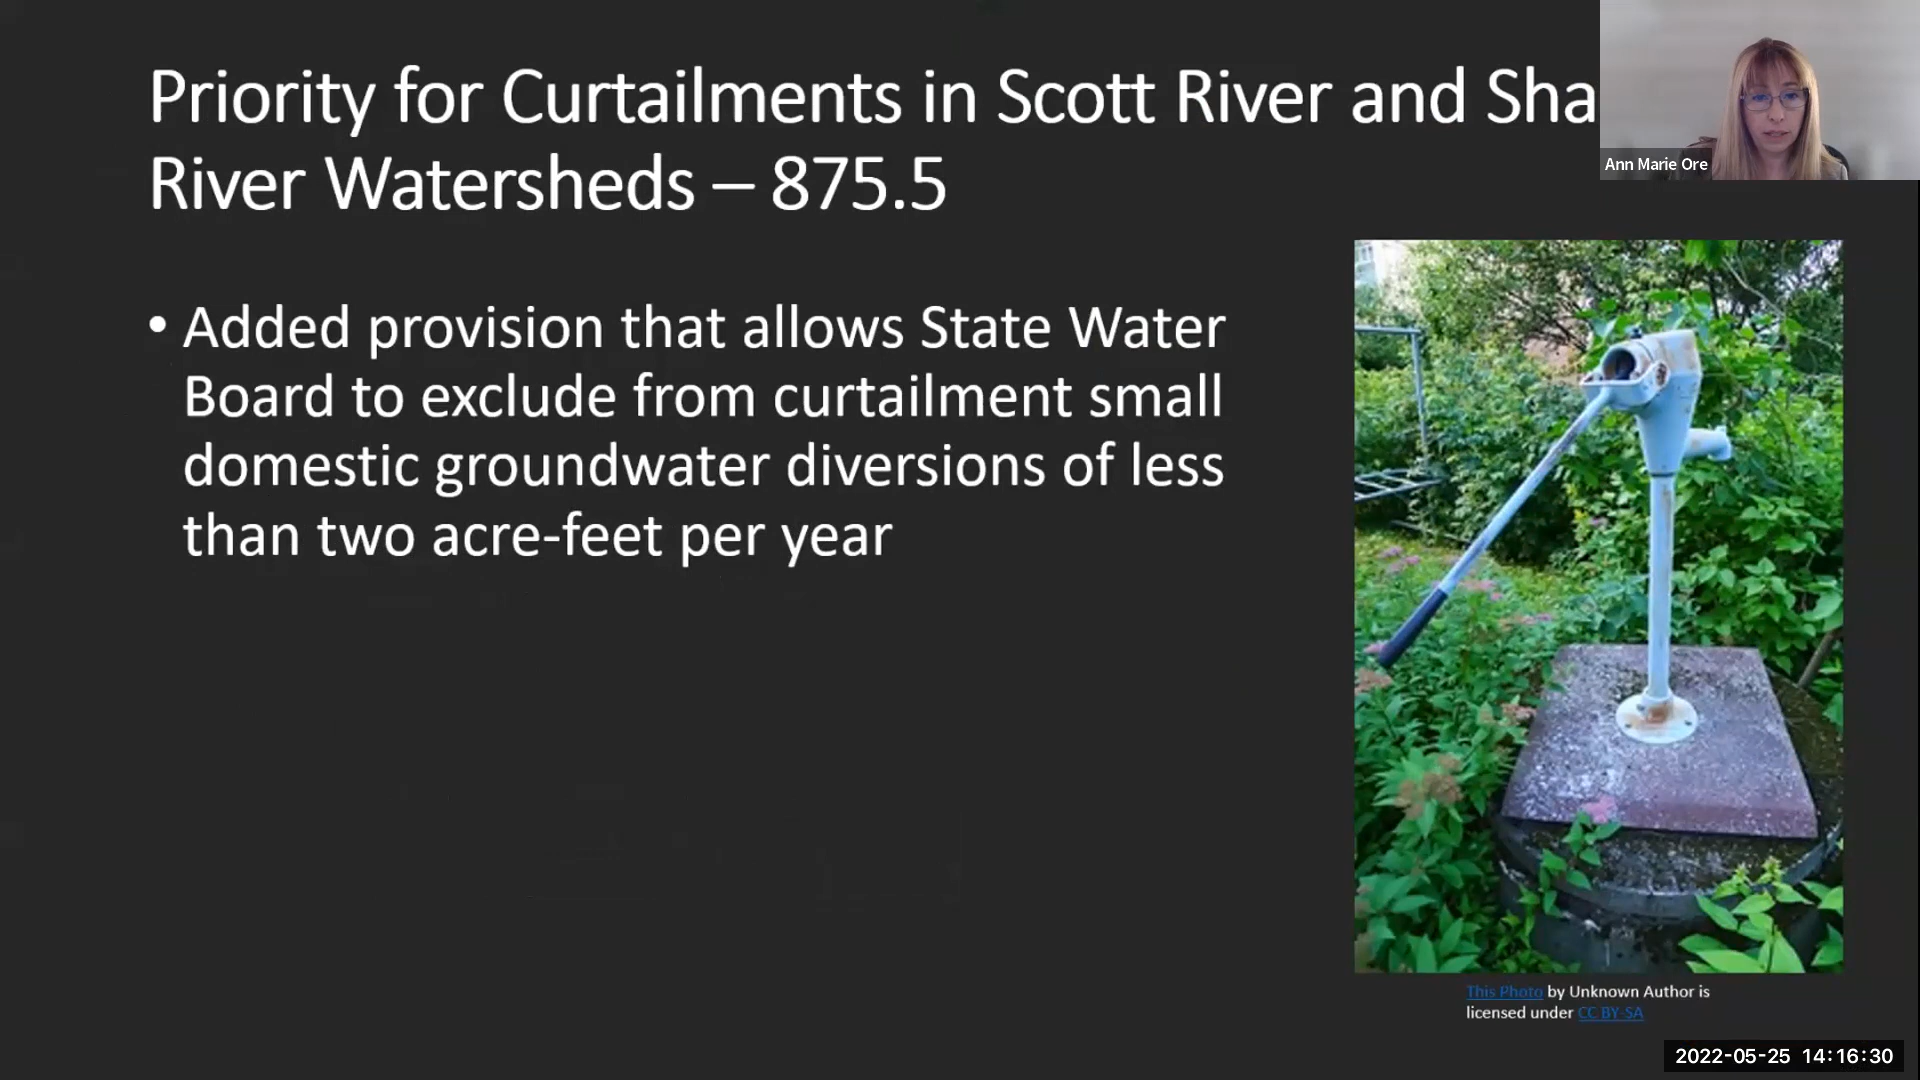 Priority for Curtailments in Scott River and Sha
River Watersheds – 875.5
Ann Marie Ore
• Added provision that allows State Water
Board to exclude from curtailment small
domestic groundwater diversions of less
than two acre-feet per year
This Photo by Unknown Author is
licensed under CC BY-SA
2022-05-25 14:16:30